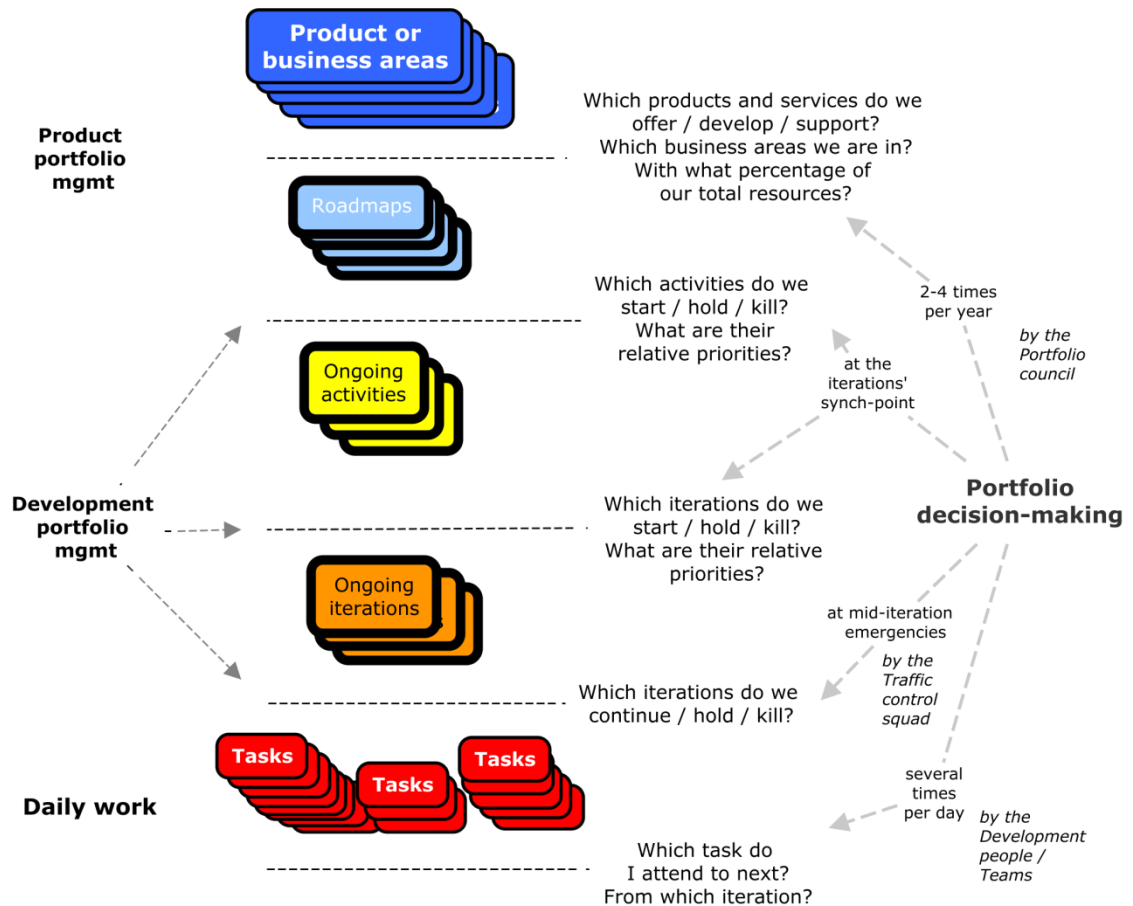 Product or
business areas
Which products and services do we
offer / develop / support?
Which business areas we are in?
With what percentage of
our total resources?
Product
portfolio
mgmt
Roadmaps
Which activities do we
start / hold / kill?
What are their
relative priorities?
2-4 times
per year
by the
Portfolio
council
at the
iterations'
synch-point
Ongoing
activities
Development
portfolio
mgmt
Which iterations do we
start / hold / kill?
What are their relative
priorities?
Portfolio
decision-making
Ongoing
iterations
at mid-iteration
emergencies
by the
Traffic
control
squad
Which iterations do we
continue / hold / kill?
Tasks
Tasks
Tasks
Daily work
several
times
per day
by the
Development
people /
Teams
Which task do
I attend to next?
From which iteration?